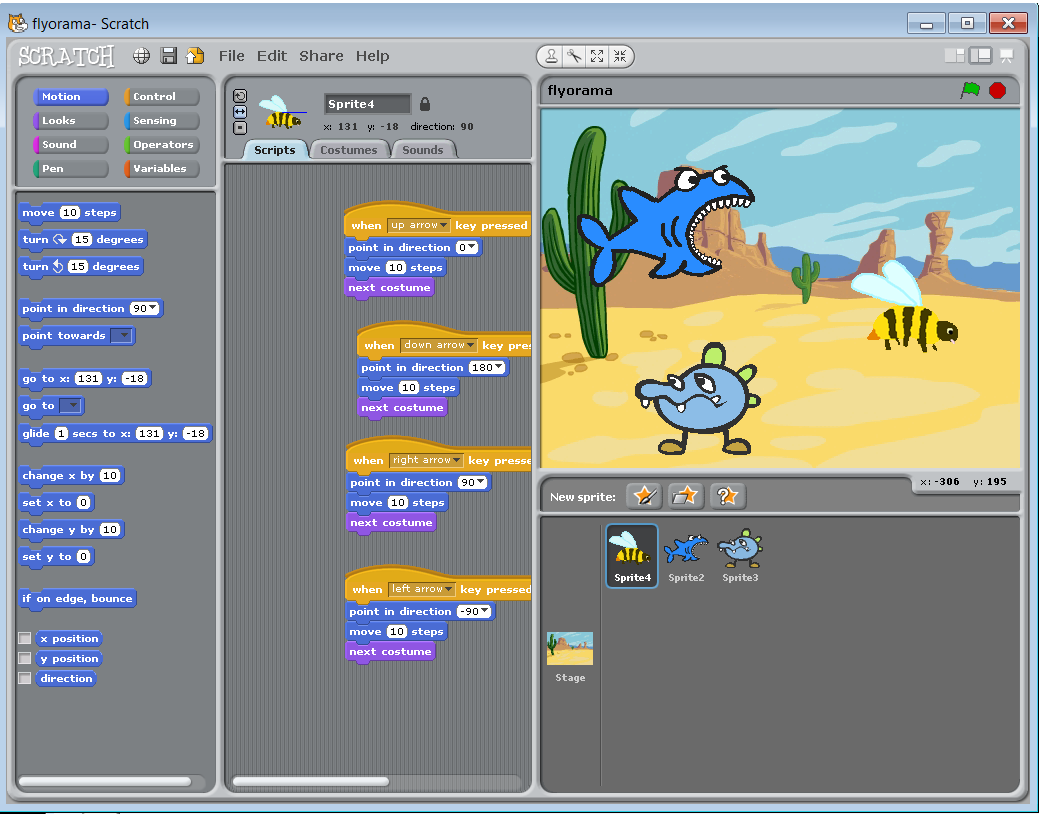 flyorama- Scratch
SCRATCH File Edit Share Help
Motion Control
Looks Sensing
Sound Operators
Pen Variables
move 10 steps
turn 15 degrees
turn 15 degrees
point in direction 90
point towards
go to x: 131 y: -18
go to
glide 1 secs to x: 131 y: -18
change x by 10
set x to 0
change y by 10
set y to 0
if on edge, bounce
x position
y position
direction
Sprite4
x: 131 y: -18 direction: 90
Scripts Costumes Sounds
when up arrow key pressed
point in direction 0
move 10 steps
next costume
when down arrow key pres
point in direction 180
move 10 steps
next costume
when right arrow key presse
point in direction 90
move 10 steps
next costume
when left arrow key pressed
point in direction -90
move 10 steps
next costume
flyorama
x: -306 y: 195
New sprite:
Sprite4 Sprite2 Sprite3
Stage